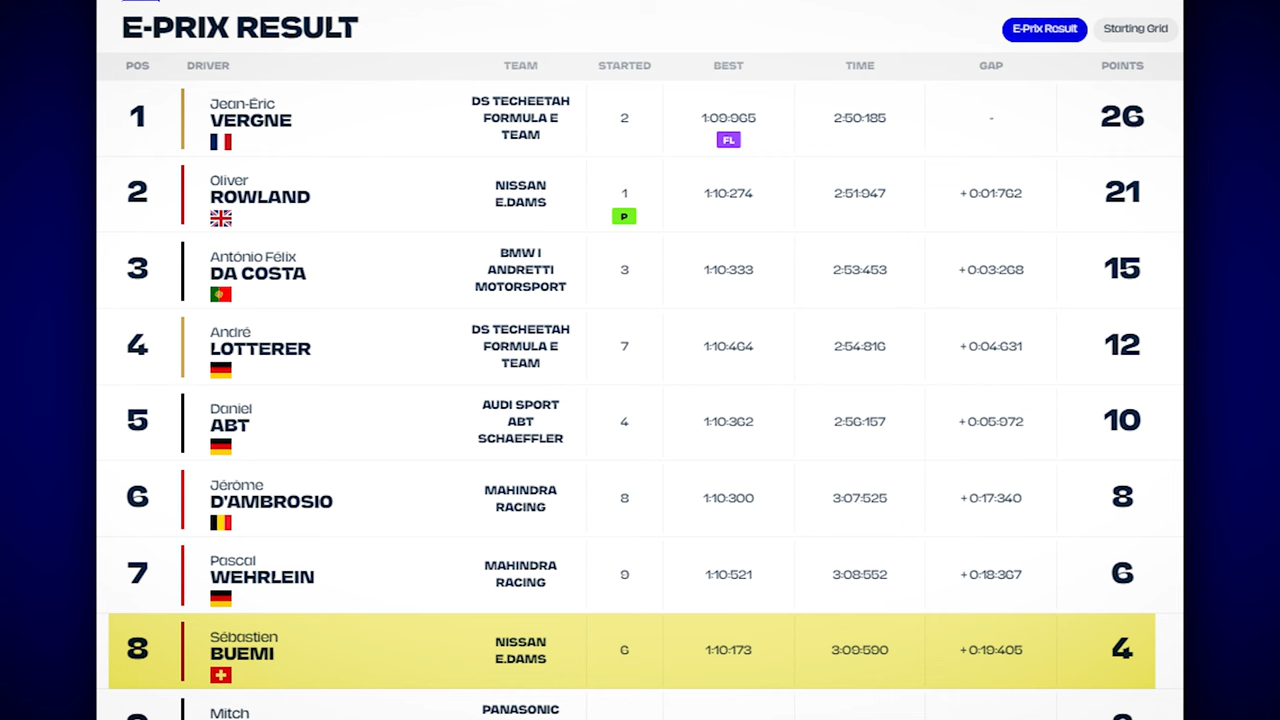 E-PRIX RESULT
E-Prix Result Starting Grid
POS DRIVER TEAM STARTED BEST TIME GAP POINTS
1 Jean-Éric VERGNE DS TECHEETAH FORMULA E TEAM 2 1:09:965 FL 2:50:185 - 26
2 Oliver ROWLAND NISSAN E.DAMS 1 P 1:10:274 2:51:947 +0:01:762 21
3 António Félix DA COSTA BMW I ANDRETTI MOTORSPORT 3 1:10:333 2:53:453 +0:03:268 15
4 André LOTTERER DS TECHEETAH FORMULA E TEAM 7 1:10:464 2:54:816 +0:04:631 12
5 Daniel ABT AUDI SPORT ABT SCHAEFFLER 4 1:10:362 2:56:157 +0:05:972 10
6 Jérôme D'AMBROSIO MAHINDRA RACING 8 1:10:300 3:07:525 +0:17:340 8
7 Pascal WEHRLEIN MAHINDRA RACING 9 1:10:521 3:08:552 +0:18:367 6
8 Sébastien BUEMI NISSAN E.DAMS 6 1:10:173 3:09:590 +0:19:405 4
Mitch PANASONIC